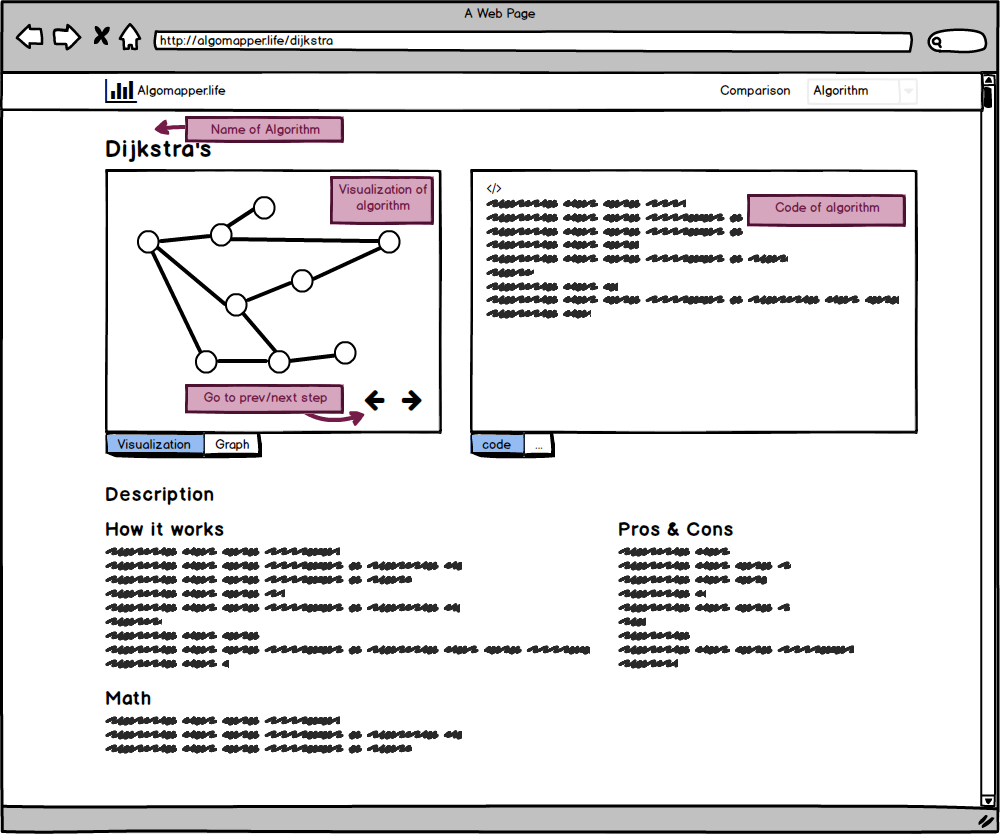 A Web Page
http://algomapper.life/dijkstra
Algomapper.life
Comparison
Algorithm
Name of Algorithm
Dijkstra's
Visualization of
algorithm
</>
Code of algorithm
Go to prev/next step
Visualization
Graph
code
...
Description
How it works
Pros & Cons
Math